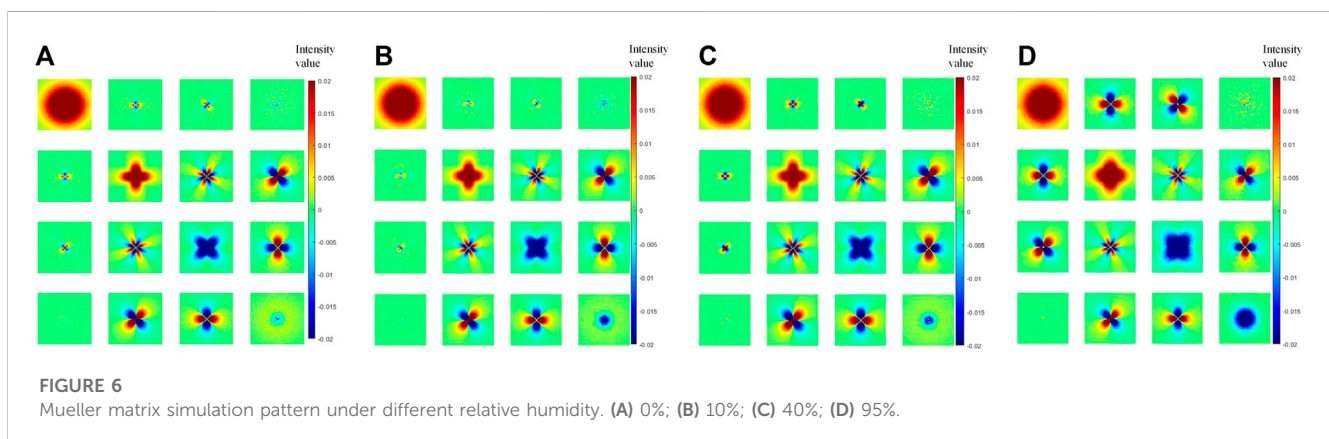 A
Intensity
value
0.02
0.015
0.01
0.005
0
-0.005
-0.01
-0.015
-0.02
B
Intensity
value
0.02
0.015
0.01
0.005
0
-0.005
-0.01
-0.015
-0.02
C
Intensity
value
0.02
0.015
0.01
0.005
0
-0.005
-0.01
-0.015
-0.02
D
Intensity
value
0.02
0.015
0.01
0.005
0
-0.005
-0.01
-0.015
-0.02
FIGURE 6
Mueller matrix simulation pattern under different relative humidity. (A) 0%; (B) 10%; (C) 40%; (D) 95%.